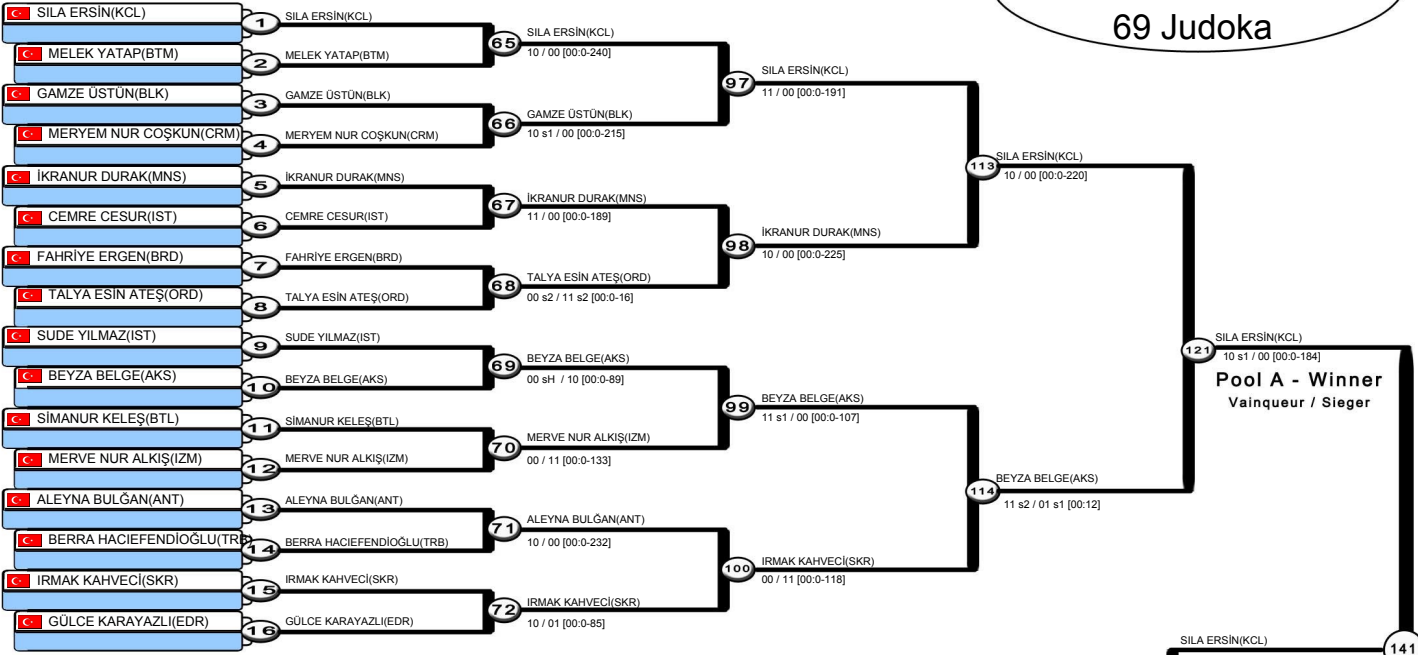 69 Judoka
SILA ERSİN(KCL)
MELEK YATAP(BTM)
GAMZE ÜSTÜN(BLK)
MERYEM NUR COŞKUN(CRM)
İKRANUR DURAK(MNS)
CEMRE CESUR(IST)
FAHRİYE ERGEN(BRD)
TALYA ESİN ATEŞ(ORD)
SUDE YILMAZ(IST)
BEYZA BELGE(AKS)
SİMANUR KELEŞ(BTL)
MERVE NUR ALKIŞ(IZM)
ALEYNA BULĞAN(ANT)
BERRA HACIEFENDİOĞLU(TRB)
IRMAK KAHVECİ(SKR)
GÜLCE KARAYAZLI(EDR)
1 SILA ERSİN(KCL)
2 MELEK YATAP(BTM)
3 GAMZE ÜSTÜN(BLK)
4 MERYEM NUR COŞKUN(CRM)
5 İKRANUR DURAK(MNS)
6 CEMRE CESUR(IST)
7 FAHRİYE ERGEN(BRD)
8 TALYA ESİN ATEŞ(ORD)
9 SUDE YILMAZ(IST)
10 BEYZA BELGE(AKS)
11 SİMANUR KELEŞ(BTL)
12 MERVE NUR ALKIŞ(IZM)
13 ALEYNA BULĞAN(ANT)
14 BERRA HACIEFENDİOĞLU(TRB)
15 IRMAK KAHVECİ(SKR)
16 GÜLCE KARAYAZLI(EDR)
65 SILA ERSİN(KCL)
10 / 00 [00:0-240]
66 GAMZE ÜSTÜN(BLK)
10 s1 / 00 [00:0-215]
67 İKRANUR DURAK(MNS)
11 / 00 [00:0-189]
68 TALYA ESİN ATEŞ(ORD)
00 s2 / 11 s2 [00:0-16]
69 BEYZA BELGE(AKS)
00 sH / 10 [00:0-89]
70 MERVE NUR ALKIŞ(IZM)
00 / 11 [00:0-133]
71 ALEYNA BULĞAN(ANT)
10 / 00 [00:0-232]
72 IRMAK KAHVECİ(SKR)
10 / 01 [00:0-85]
97 SILA ERSİN(KCL)
11 / 00 [00:0-191]
98 İKRANUR DURAK(MNS)
10 / 00 [00:0-225]
99 BEYZA BELGE(AKS)
11 s1 / 00 [00:0-107]
100 IRMAK KAHVECİ(SKR)
00 / 11 [00:0-118]
113 SILA ERSİN(KCL)
10 / 00 [00:0-220]
114 BEYZA BELGE(AKS)
11 s2 / 01 s1 [00:12]
121 SILA ERSİN(KCL)
10 s1 / 00 [00:0-184]
Pool A - Winner
Vainqueur / Sieger
SILA ERSİN(KCL)
141